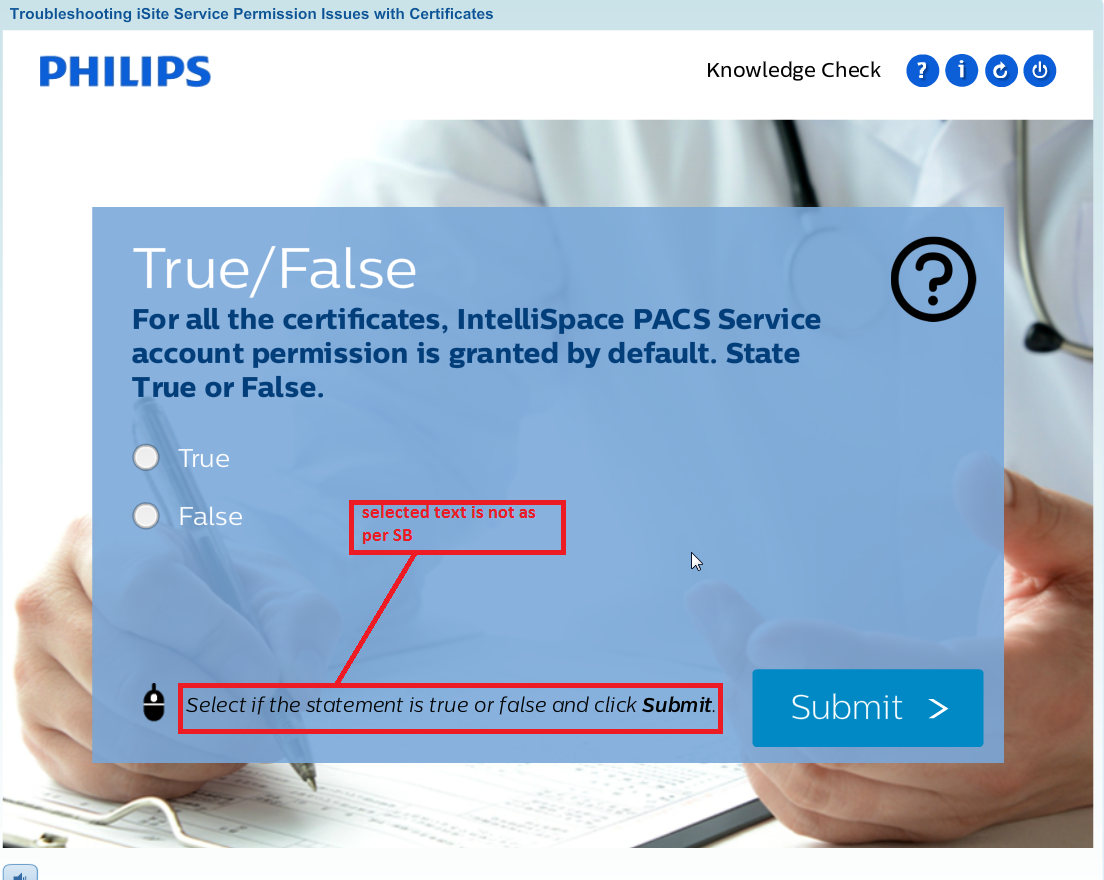 Troubleshooting iSite Service Permission Issues with Certificates
PHILIPS
Knowledge Check
True/False
For all the certificates, IntelliSpace PACS Service
account permission is granted by default. State
True or False.
True
False
selected text is not as
per SB
Select if the statement is true or false and click Submit.
Submit >